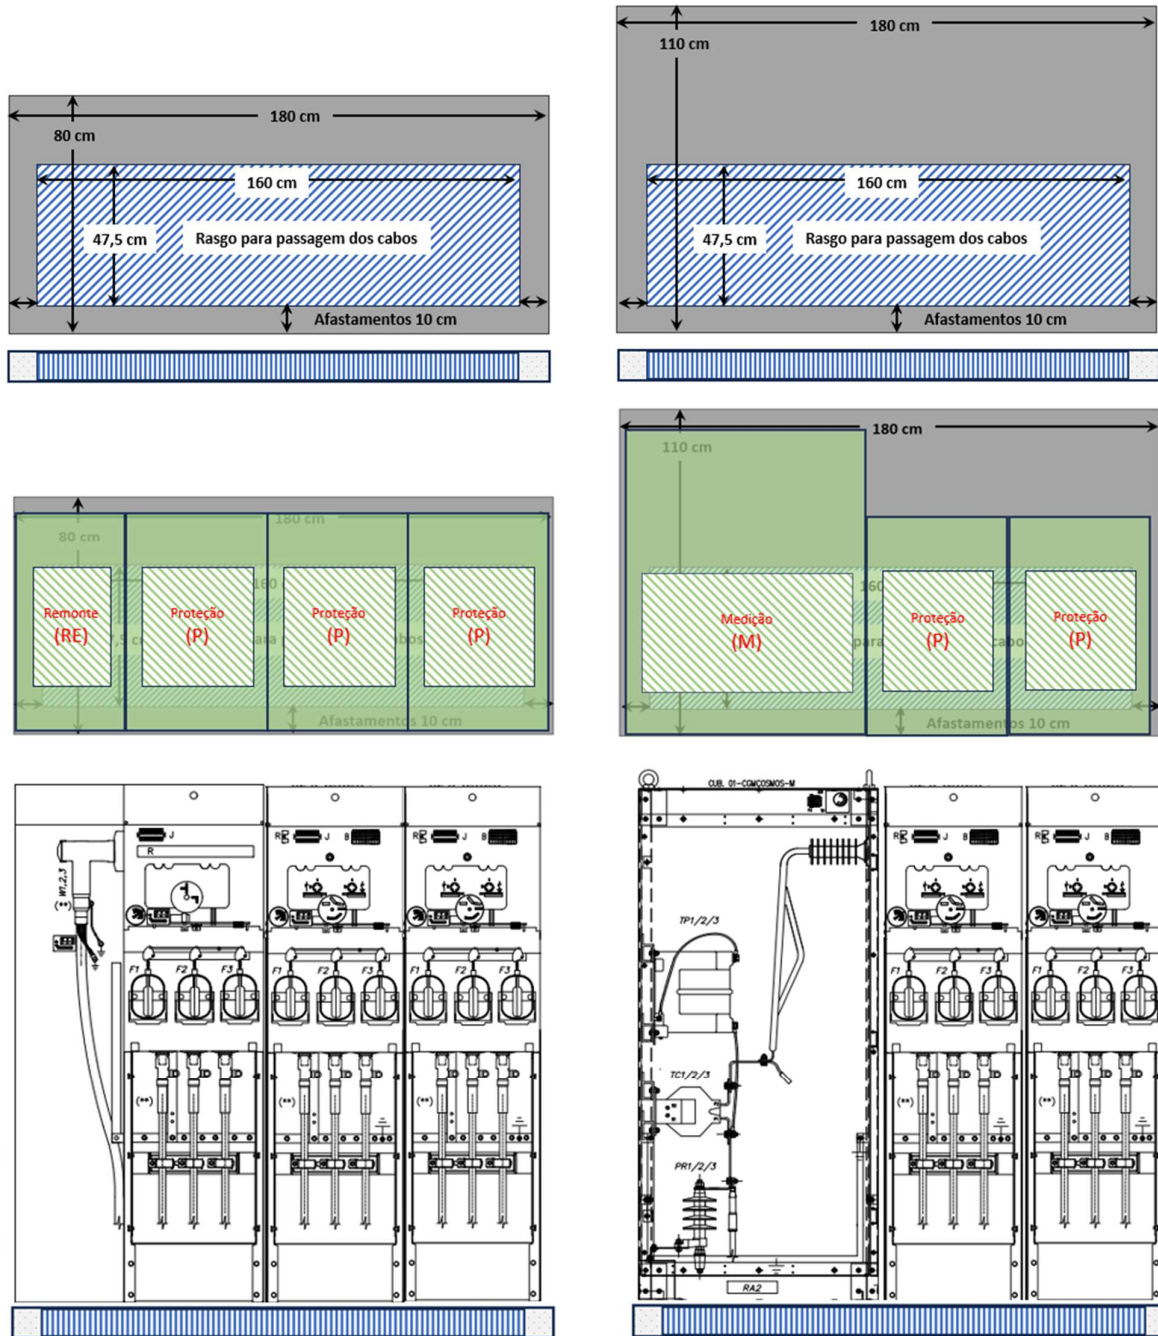 180 cm
110 cm
180 cm
80 cm
160 cm
47,5 cm
Rasgo para passagem dos cabos
Afastamentos 10 cm
160 cm
47,5 cm
Rasgo para passagem dos cabos
Afastamentos 10 cm
180 cm
80 cm
Remonte
(RE)
Proteção
(P)
Proteção
(P)
Proteção
(P)
Afastamentos 10 cm
180 cm
110 cm
Medição
(M)
Proteção
(P)
Proteção
(P)
Afastamentos 10 cm
W1,2,3
(**)
J
R
R
J
B
R
J
B
F1 F2 F3
F1 F2 F3
F1 F2 F3
(**)
(**)
(**)
CUB. 01-CGMCOSMOS-M
TP1/2/3
TC1/2/3
PR1/2/3
RA2
R
J
B
R
J
B
F1 F2 F3
F1 F2 F3
(**)
(**)